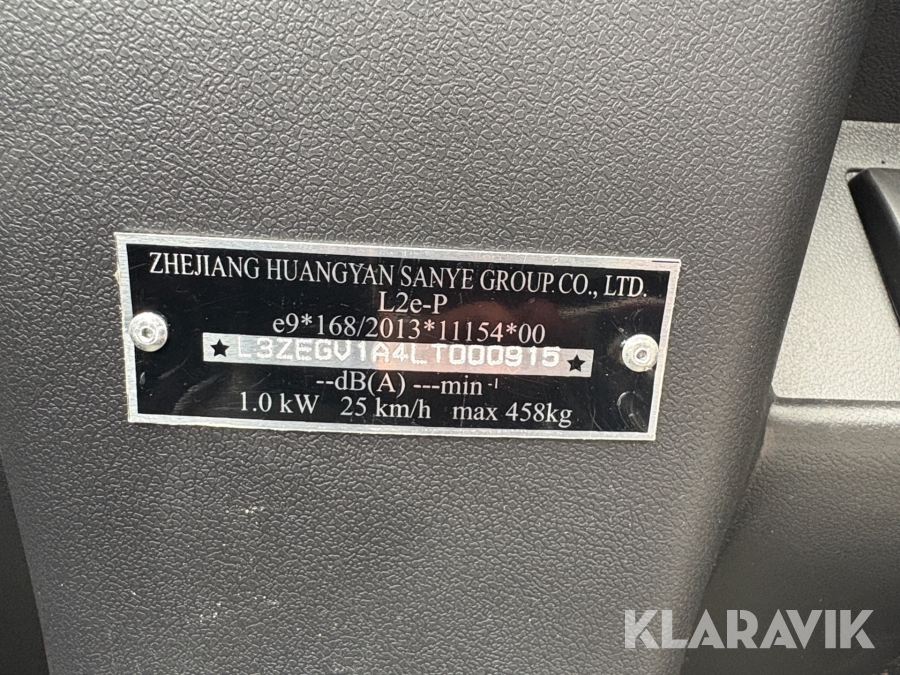 ZHEJIANG HUANGYAN SANYE GROUP.CO., LTD.
L2e-P
e9*168/2013*11154*00
★L3ZEGV1A4LT000915★
--dB(A) ---min⁻¹
1.0 kW 25 km/h max 458kg
KLARAVIK